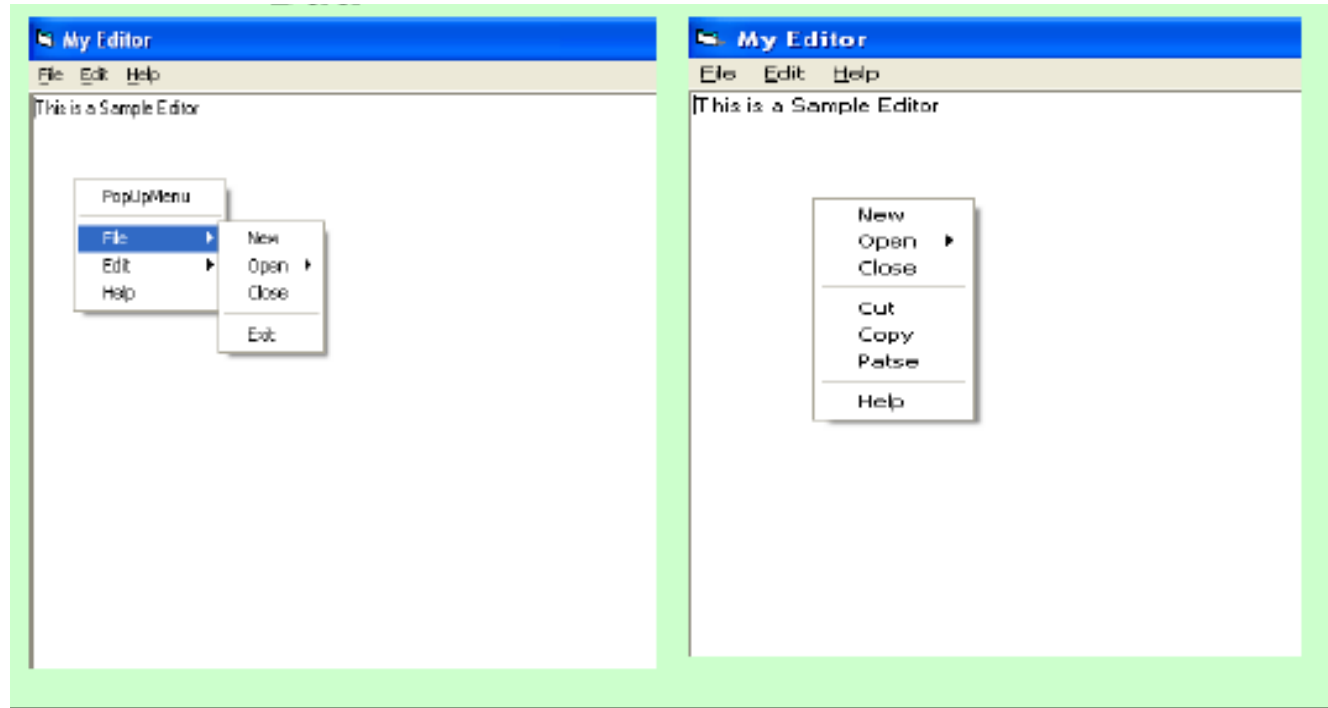 My Editor
File Edit Help
This is a Sample Editor
PopUpMenu
File
Edit
Help
New
Open
Close
Exit
My Editor
File Edit Help
This is a Sample Editor
New
Open
Close
Cut
Copy
Patse
Help